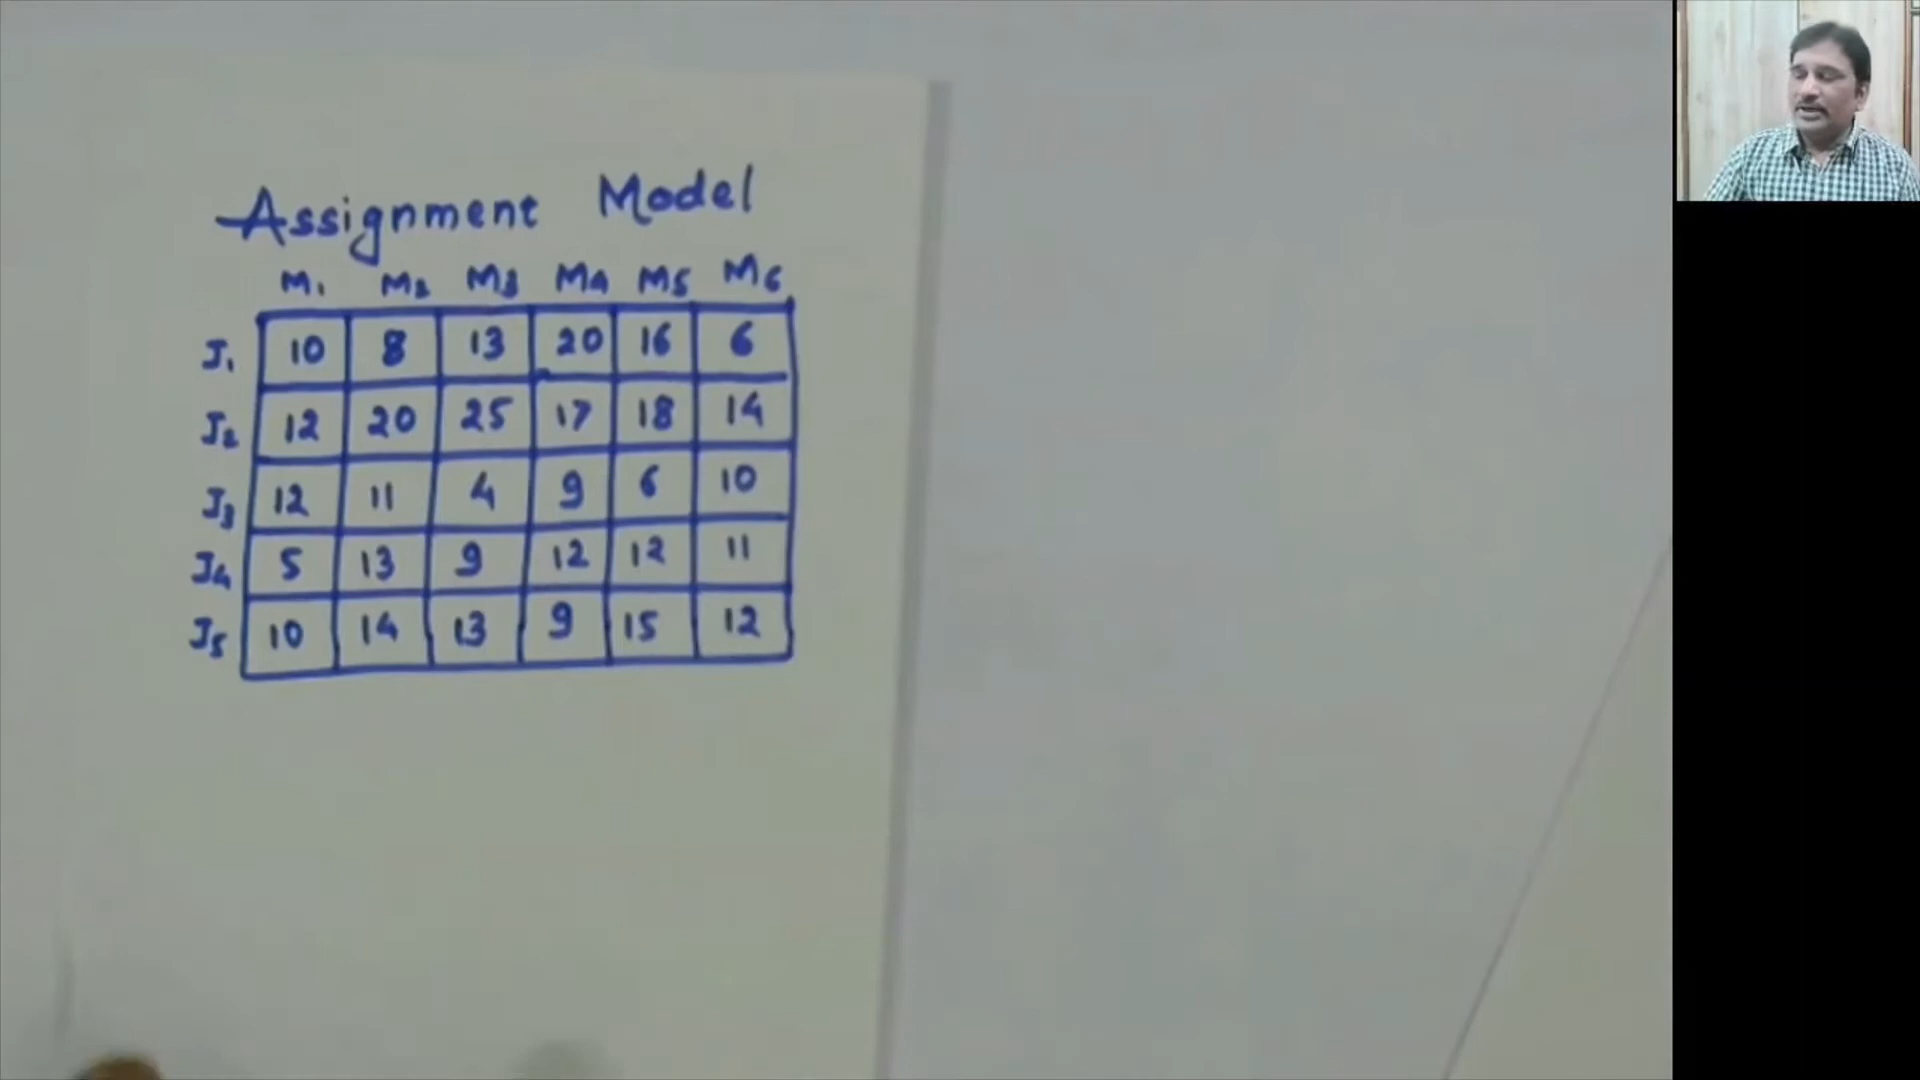 Assignment Model
M1 M2 M3 M4 M5 M6
J1 10 8 13 20 16 6
J2 12 20 25 17 18 14
J3 12 11 4 9 6 10
J4 5 13 9 12 12 11
J5 10 14 13 9 15 12